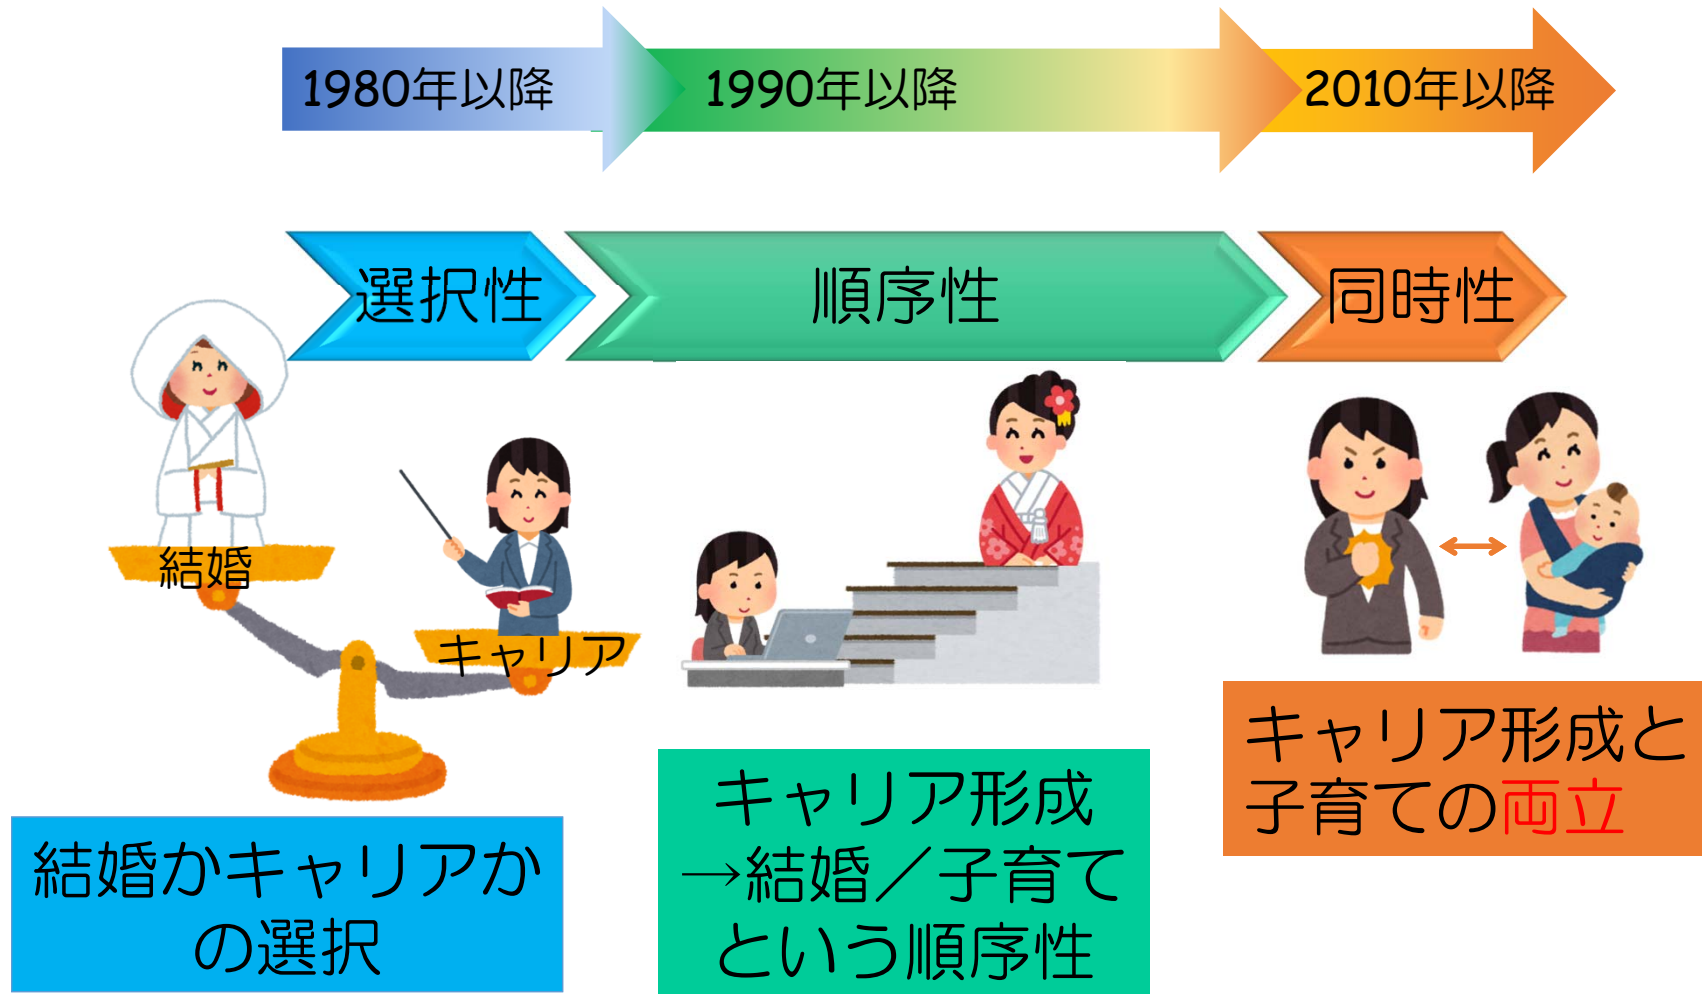 1980年以降
1990年以降
2010年以降
選択性
順序性
同時性
結婚
キャリア
結婚かキャリアか
の選択
キャリア形成
→結婚／子育て
という順序性
キャリア形成と
子育ての両立